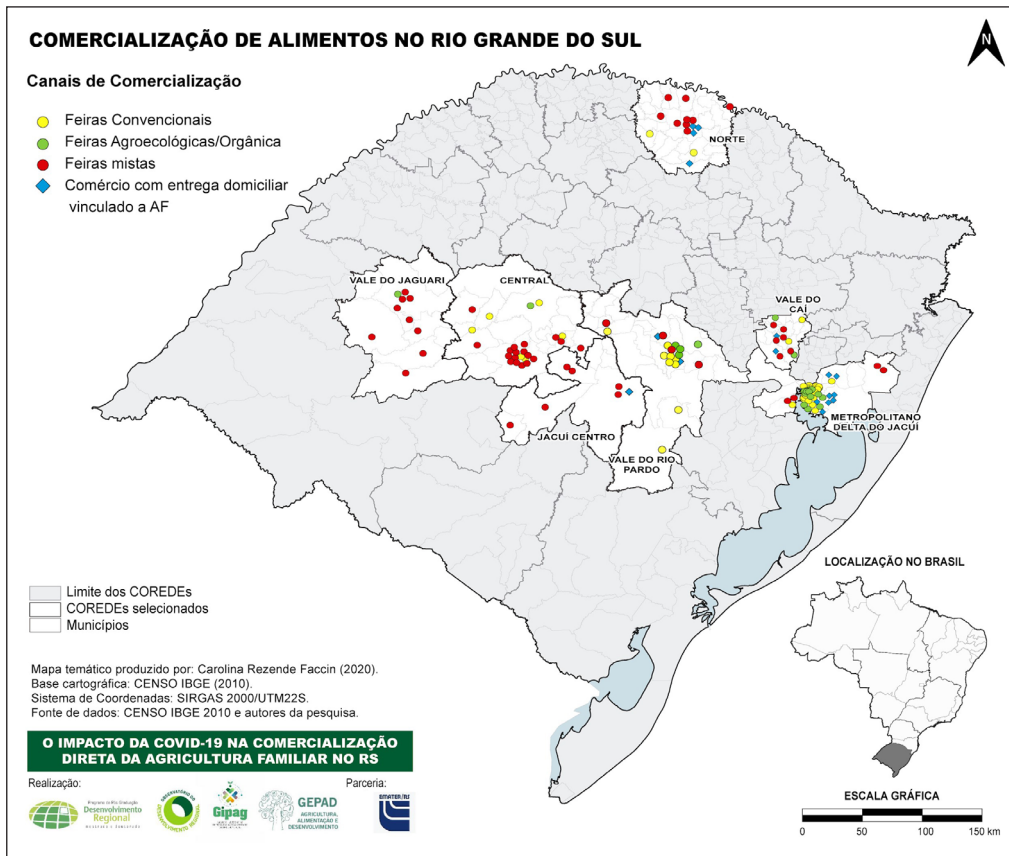 COMERCIALIZAÇÃO DE ALIMENTOS NO RIO GRANDE DO SUL
N
Canais de Comercialização
Feiras Convencionais
Feiras Agroecológicas/Orgânica
Feiras mistas
Comércio com entrega domiciliar
vinculado a AF
NORTE
VALE DO JAGUARI
CENTRAL
VALE DO
CAÍ
JACUÍ CENTRO
VALE DO RIO
PARDO
METROPOLITANO
DELTA DO JACUÍ
Limite dos COREDEs
COREDEs selecionados
Municípios
LOCALIZAÇÃO NO BRASIL
Mapa temático produzido por: Carolina Rezende Faccin (2020).
Base cartográfica: CENSO IBGE (2010).
Sistema de Coordenadas: SIRGAS 2000/UTM22S.
Fonte de dados: CENSO IBGE 2010 e autores da pesquisa.
O IMPACTO DA COVID-19 NA COMERCIALIZAÇÃO
DIRETA DA AGRICULTURA FAMILIAR NO RS
Realização:
Parceria:
Desenvolvimento
Regional
Gipag
GEPAD
AGRICULTURA,
ALIMENTAÇÃO E
DESENVOLVIMENTO
EMATER/RS
ESCALA GRÁFICA
0 50 100 150 km